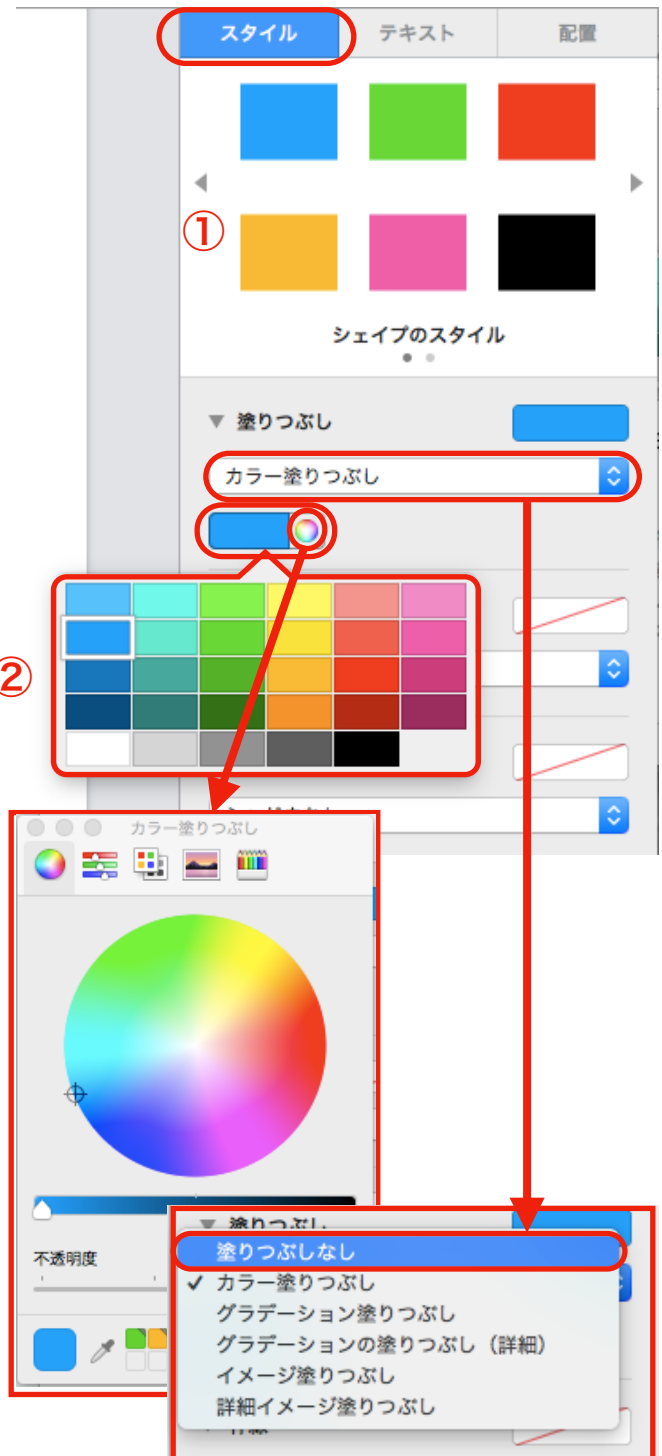 スタイル
テキスト
配置
①
シェイプのスタイル
塗りつぶし
カラー塗りつぶし
②
カラー塗りつぶし
不透明度
塗りつぶし
塗りつぶしなし
✓ カラー塗りつぶし
グラデーション塗りつぶし
グラデーションの塗りつぶし（詳細）
イメージ塗りつぶし
詳細イメージ塗りつぶし